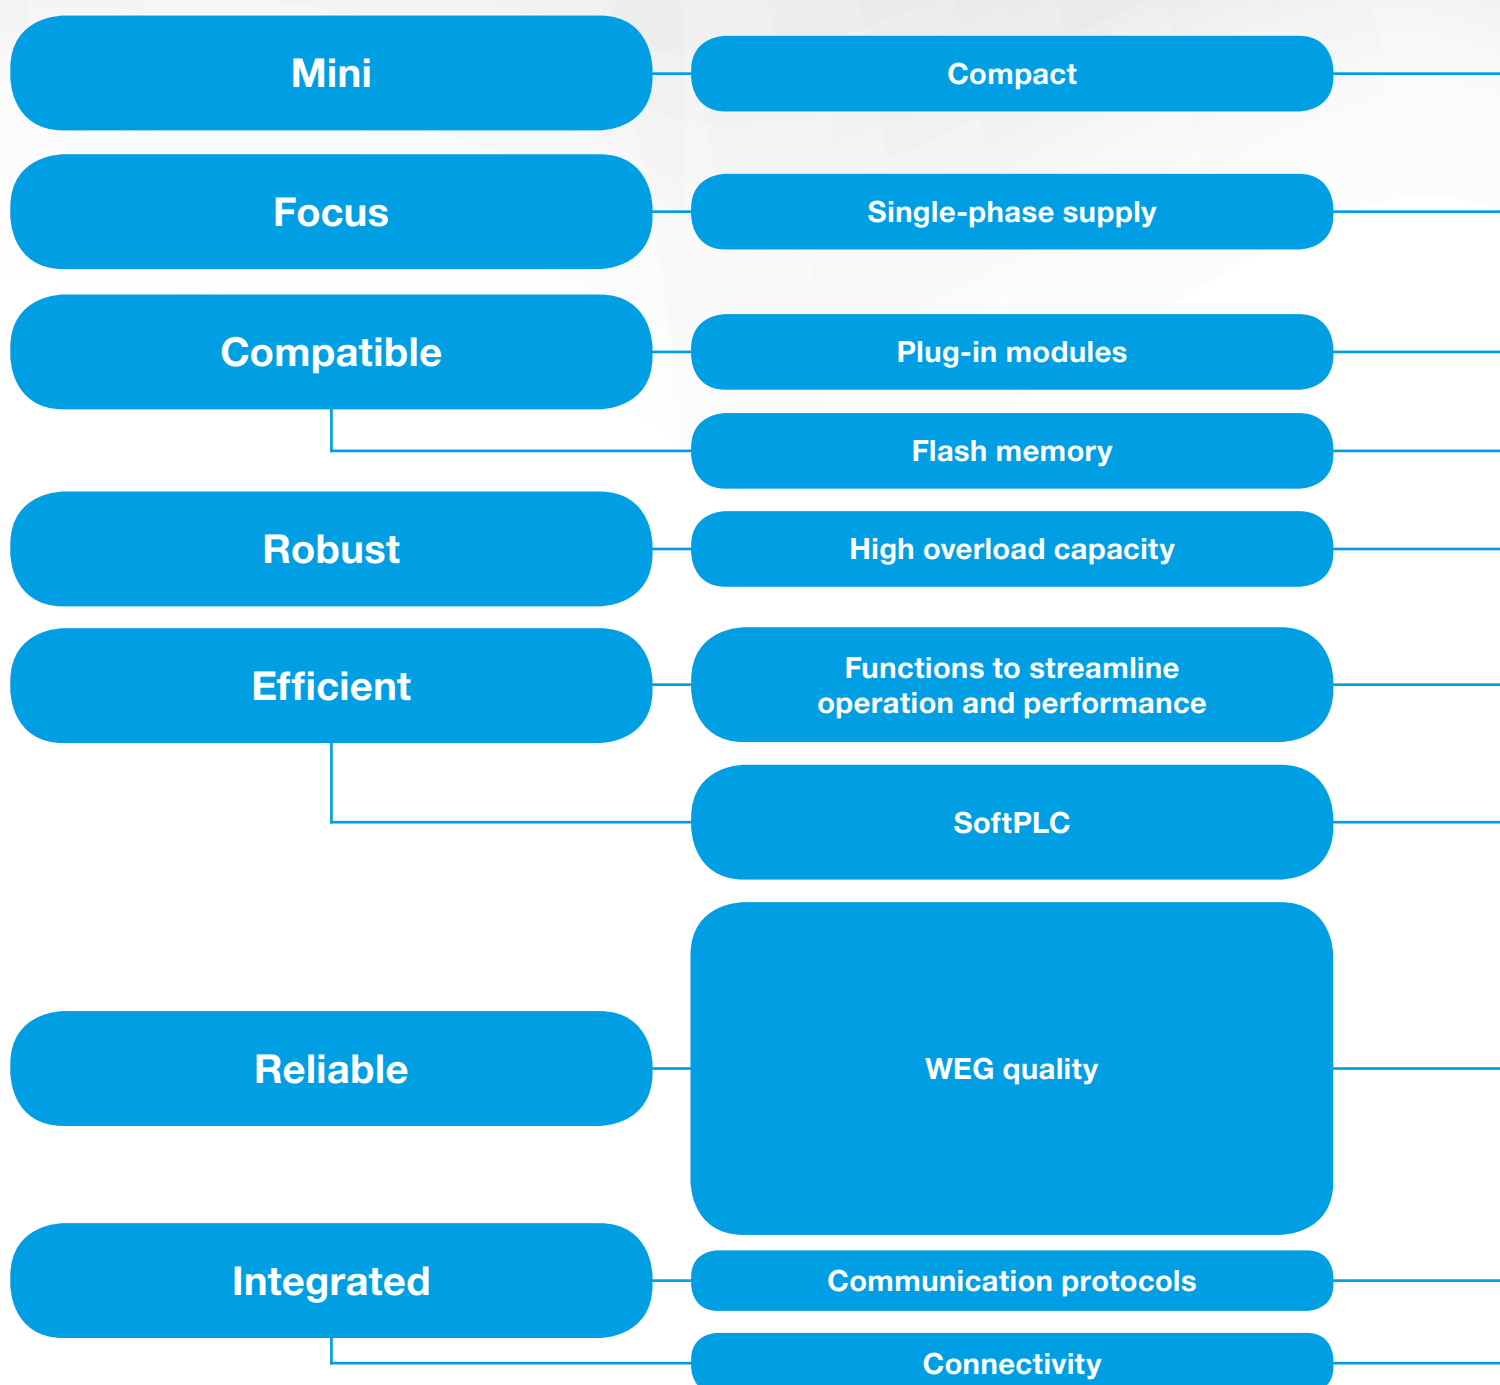 Mini
Compact
Focus
Single-phase supply
Compatible
Plug-in modules
Flash memory
Robust
High overload capacity
Efficient
Functions to streamline
operation and performance
SoftPLC
Reliable
WEG quality
Integrated
Communication protocols
Connectivity